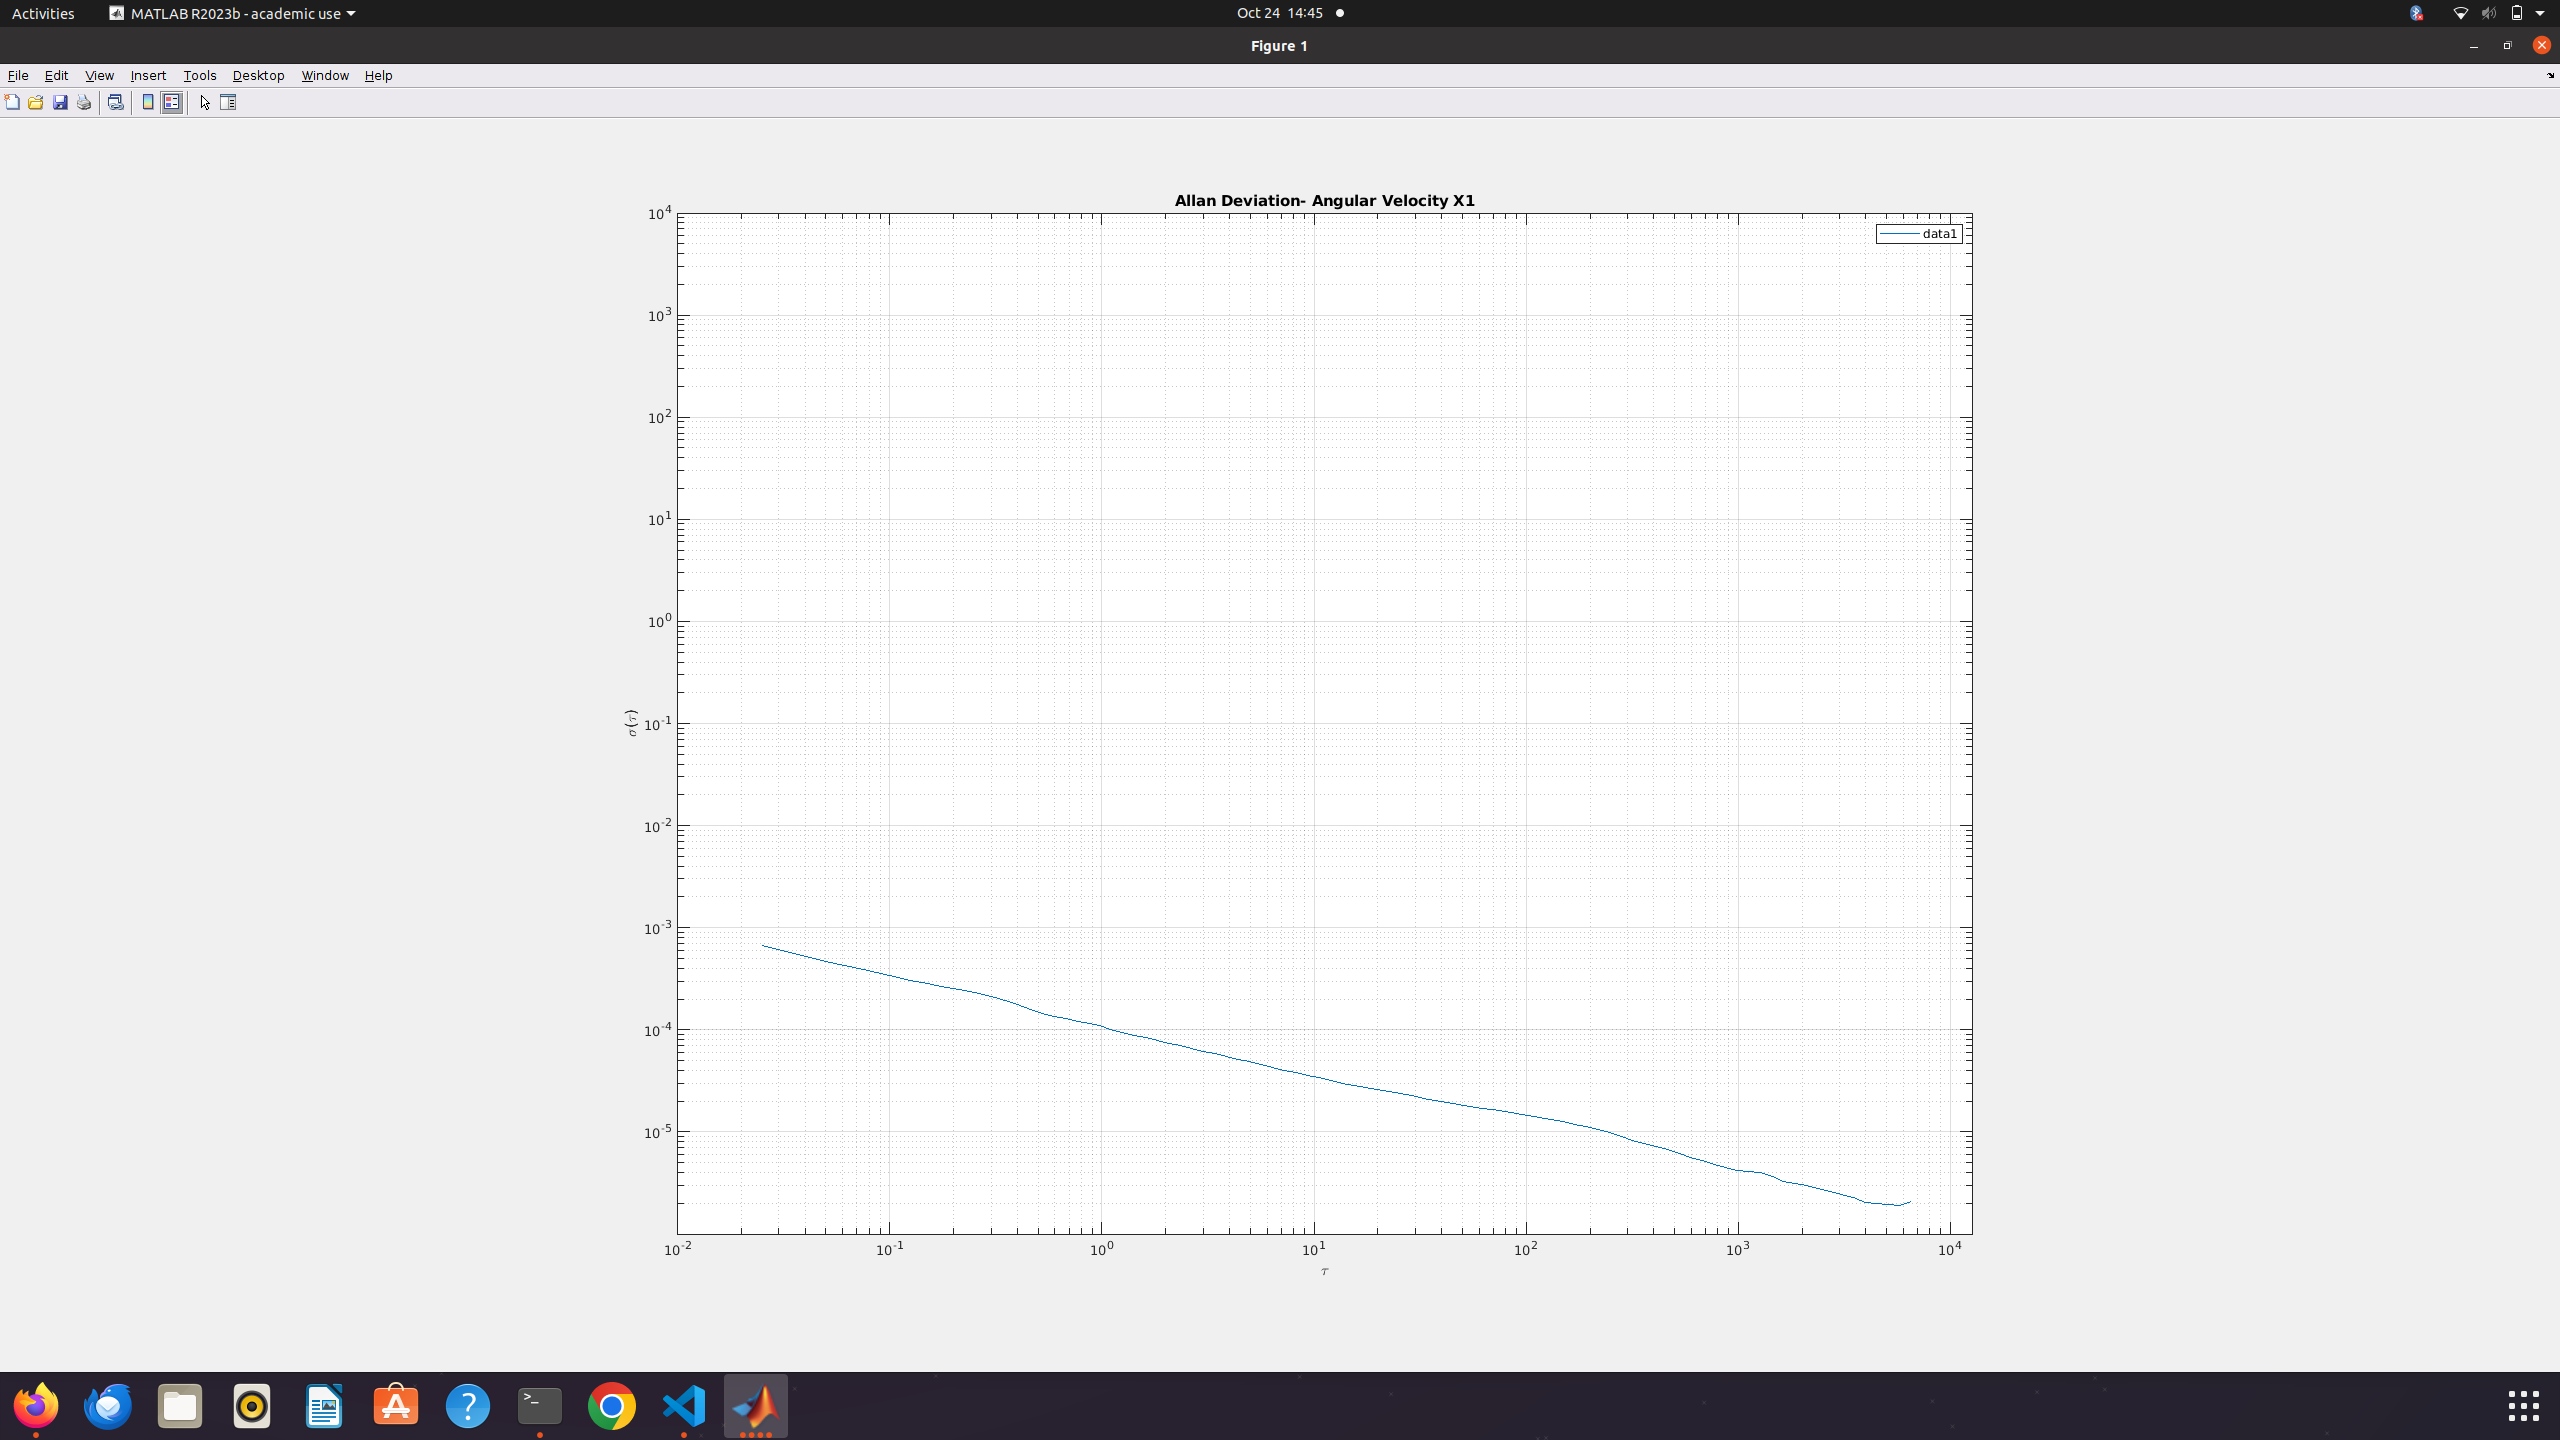 Activities MATLAB R2023b - academic use Oct 24 14:45
Figure 1
File Edit View Insert Tools Desktop Window Help
Allan Deviation- Angular Velocity X1
data1
10^4
10^3
10^2
10^1
10^0
10^-1
10^-2
10^-3
10^-4
10^-5
σ(τ)
10^-2 10^-1 10^0 10^1 10^2 10^3 10^4
τ